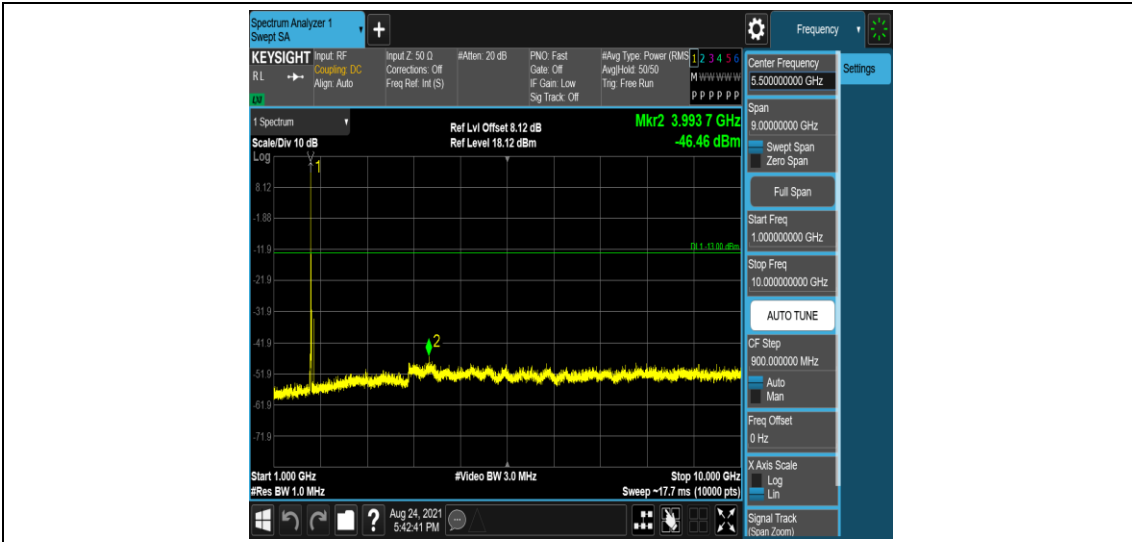 Spectrum Analyzer 1
Swept SA
+
Frequency
KEYSIGHT
R L
LXI
Input: RF
Coupling: DC
Align: Auto
Input Z: 50 Ω
Corrections: Off
Freq Ref: Int (S)
#Atten: 20 dB
PNO: Fast
Gate: Off
IF Gain: Low
Sig Track: Off
#Avg Type: Power (RMS
Avg|Hold: 50/50
Trig: Free Run
1 2 3 4 5 6
M W W W W W
P P P P P P
1 Spectrum
Scale/Div 10 dB
Log
Ref Lvl Offset 8.12 dB
Ref Level 18.12 dBm
Mkr2 3.993 7 GHz
-46.46 dBm
1
8.12
-1.88
-11.9
DL1 -13.00 dBm
-21.9
-31.9
-41.9
2
-51.9
-61.9
-71.9
Start 1.000 GHz
#Res BW 1.0 MHz
#Video BW 3.0 MHz
Stop 10.000 GHz
Sweep ~17.7 ms (10000 pts)
?
Aug 24, 2021
5:42:41 PM
Center Frequency
5.50000000 GHz
Settings
Span
9.00000000 GHz
Swept Span
Zero Span
Full Span
Start Freq
1.000000000 GHz
Stop Freq
10.000000000 GHz
AUTO TUNE
CF Step
900.000000 MHz
Auto
Man
Freq Offset
0 Hz
X Axis Scale
Log
Lin
Signal Track
(Span Zoom)